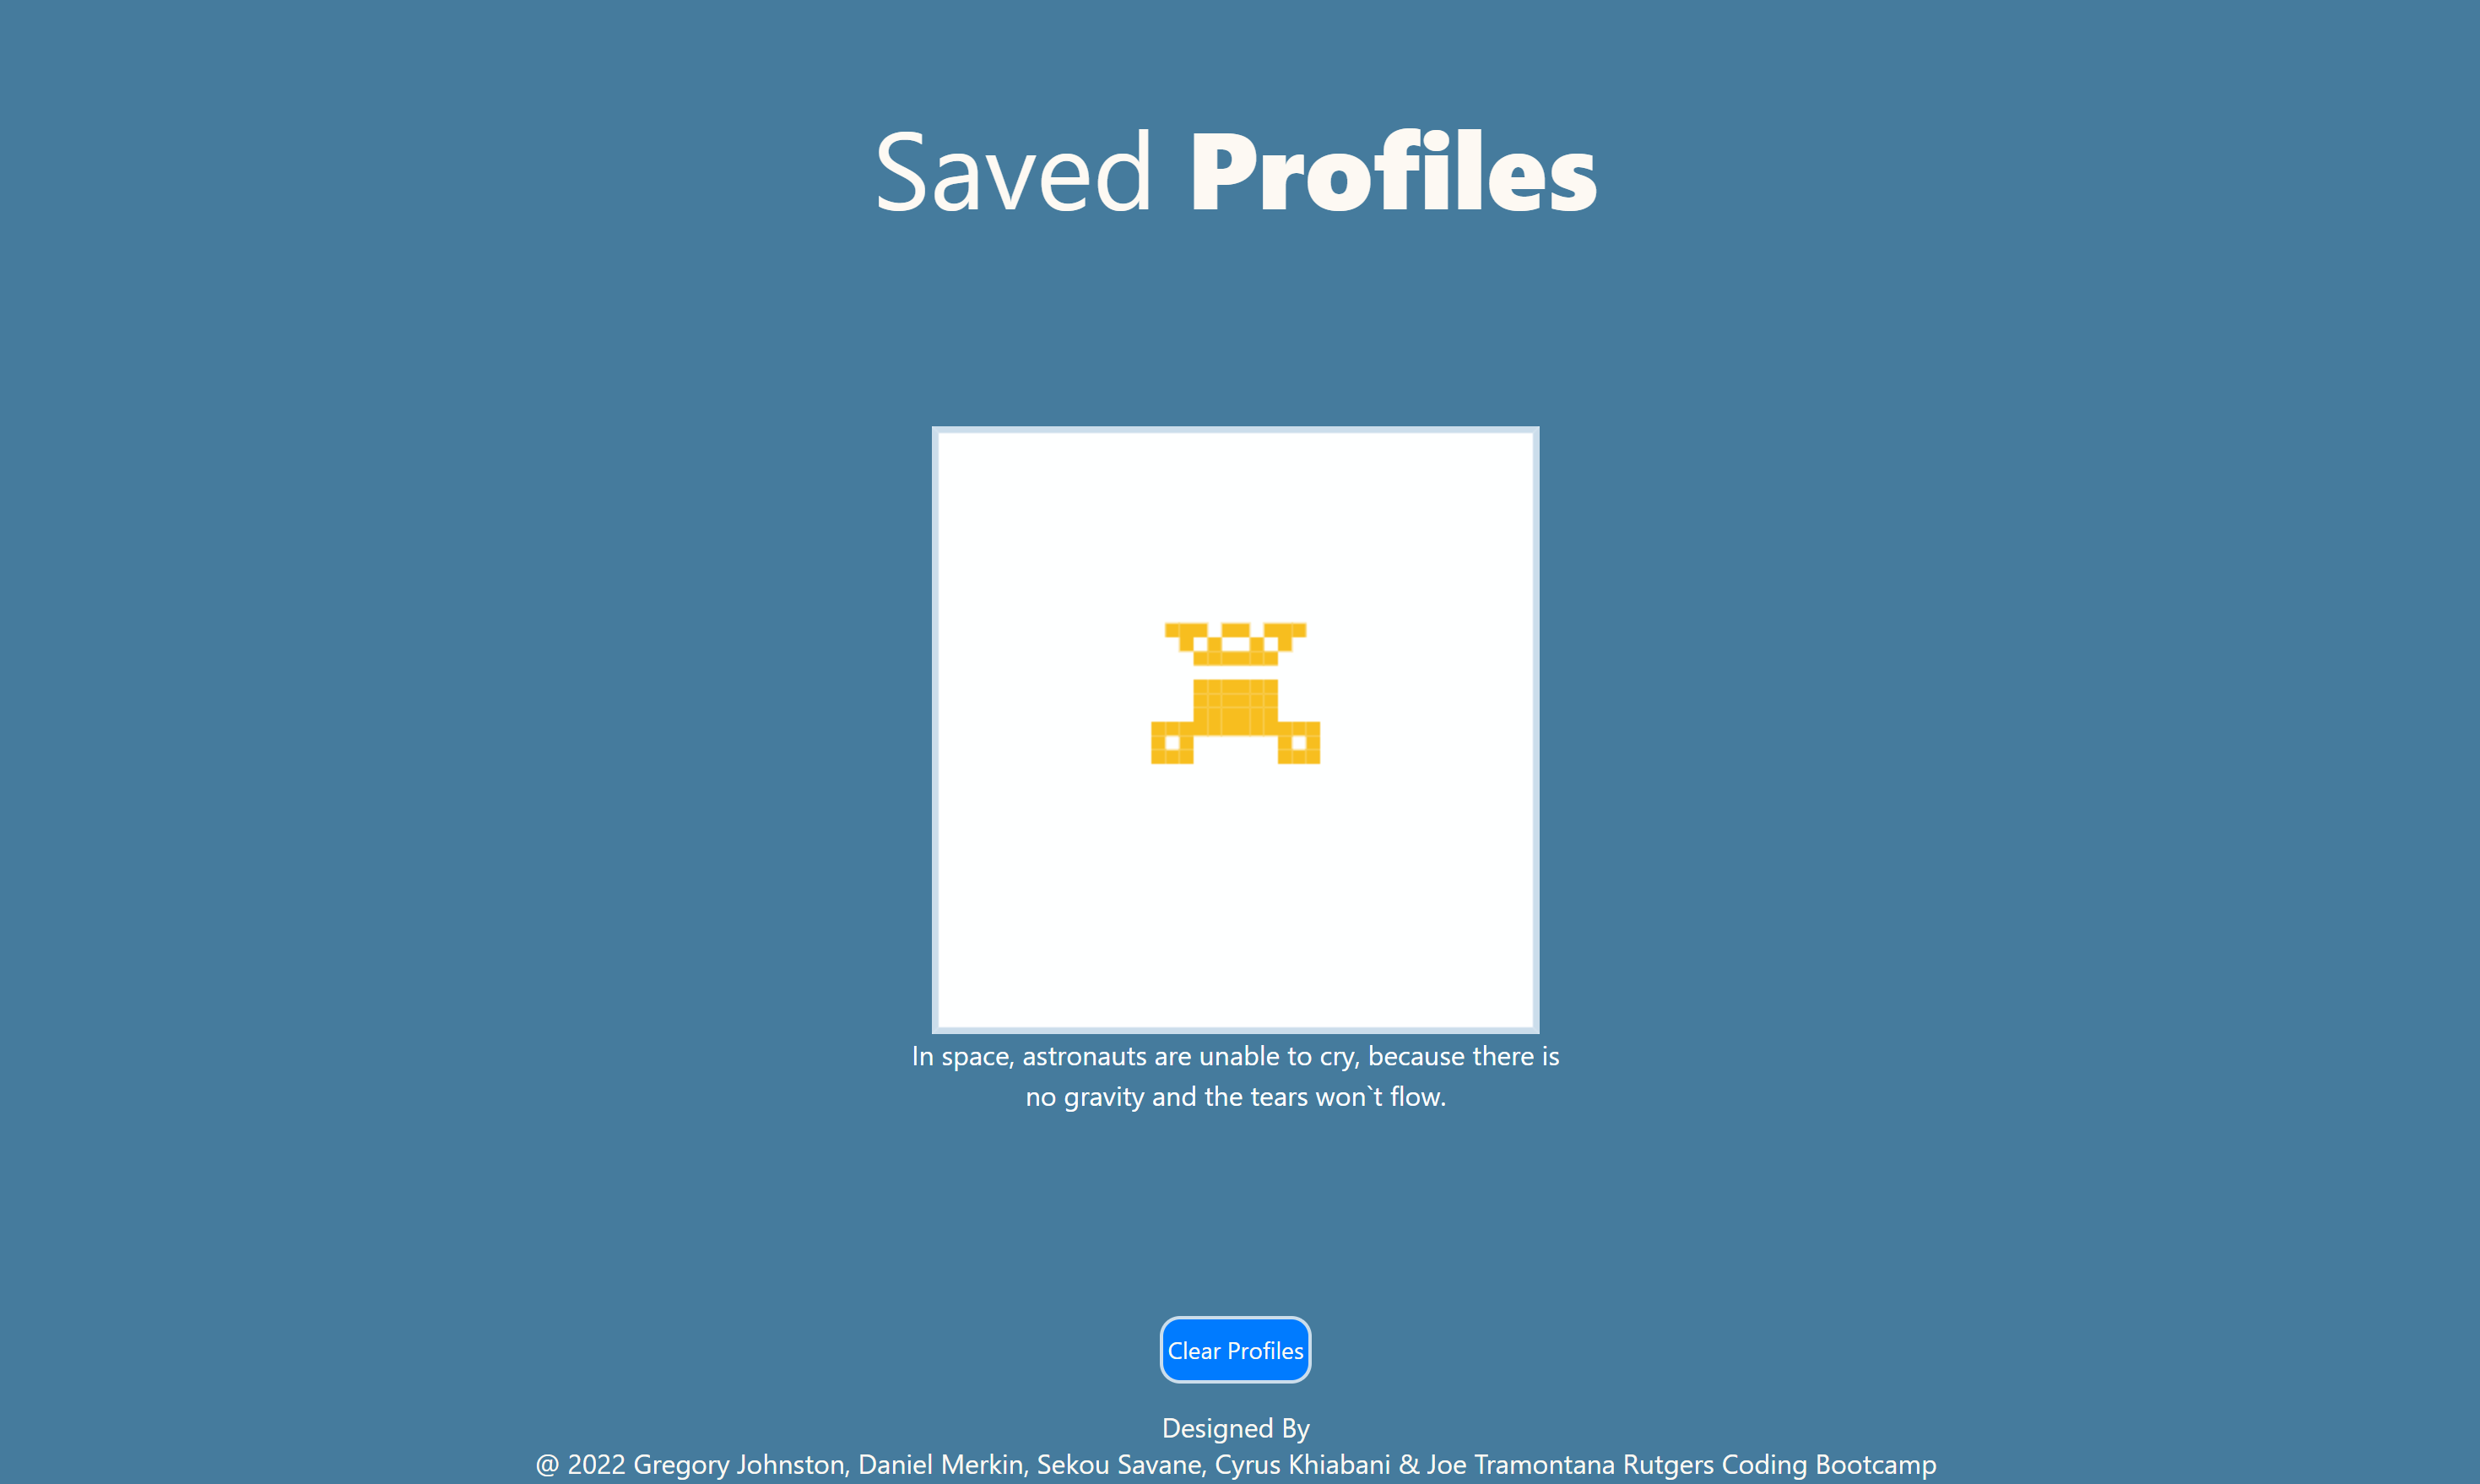 Saved Profiles
In space, astronauts are unable to cry, because there is
no gravity and the tears won`t flow.
Clear Profiles
Designed By
@ 2022 Gregory Johnston, Daniel Merkin, Sekou Savane, Cyrus Khiabani & Joe Tramontana Rutgers Coding Bootcamp